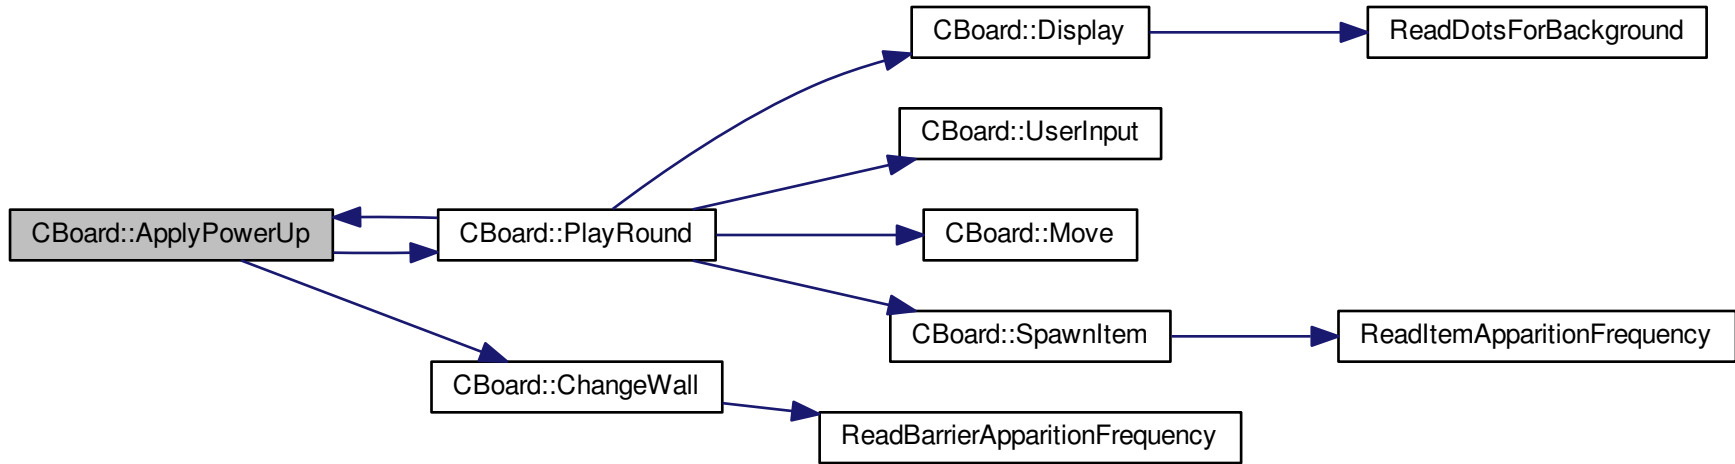 CBoard::Display
ReadDotsForBackground
CBoard::UserInput
CBoard::ApplyPowerUp
CBoard::PlayRound
CBoard::Move
CBoard::SpawnItem
ReadItemApparitionFrequency
CBoard::ChangeWall
ReadBarrierApparitionFrequency